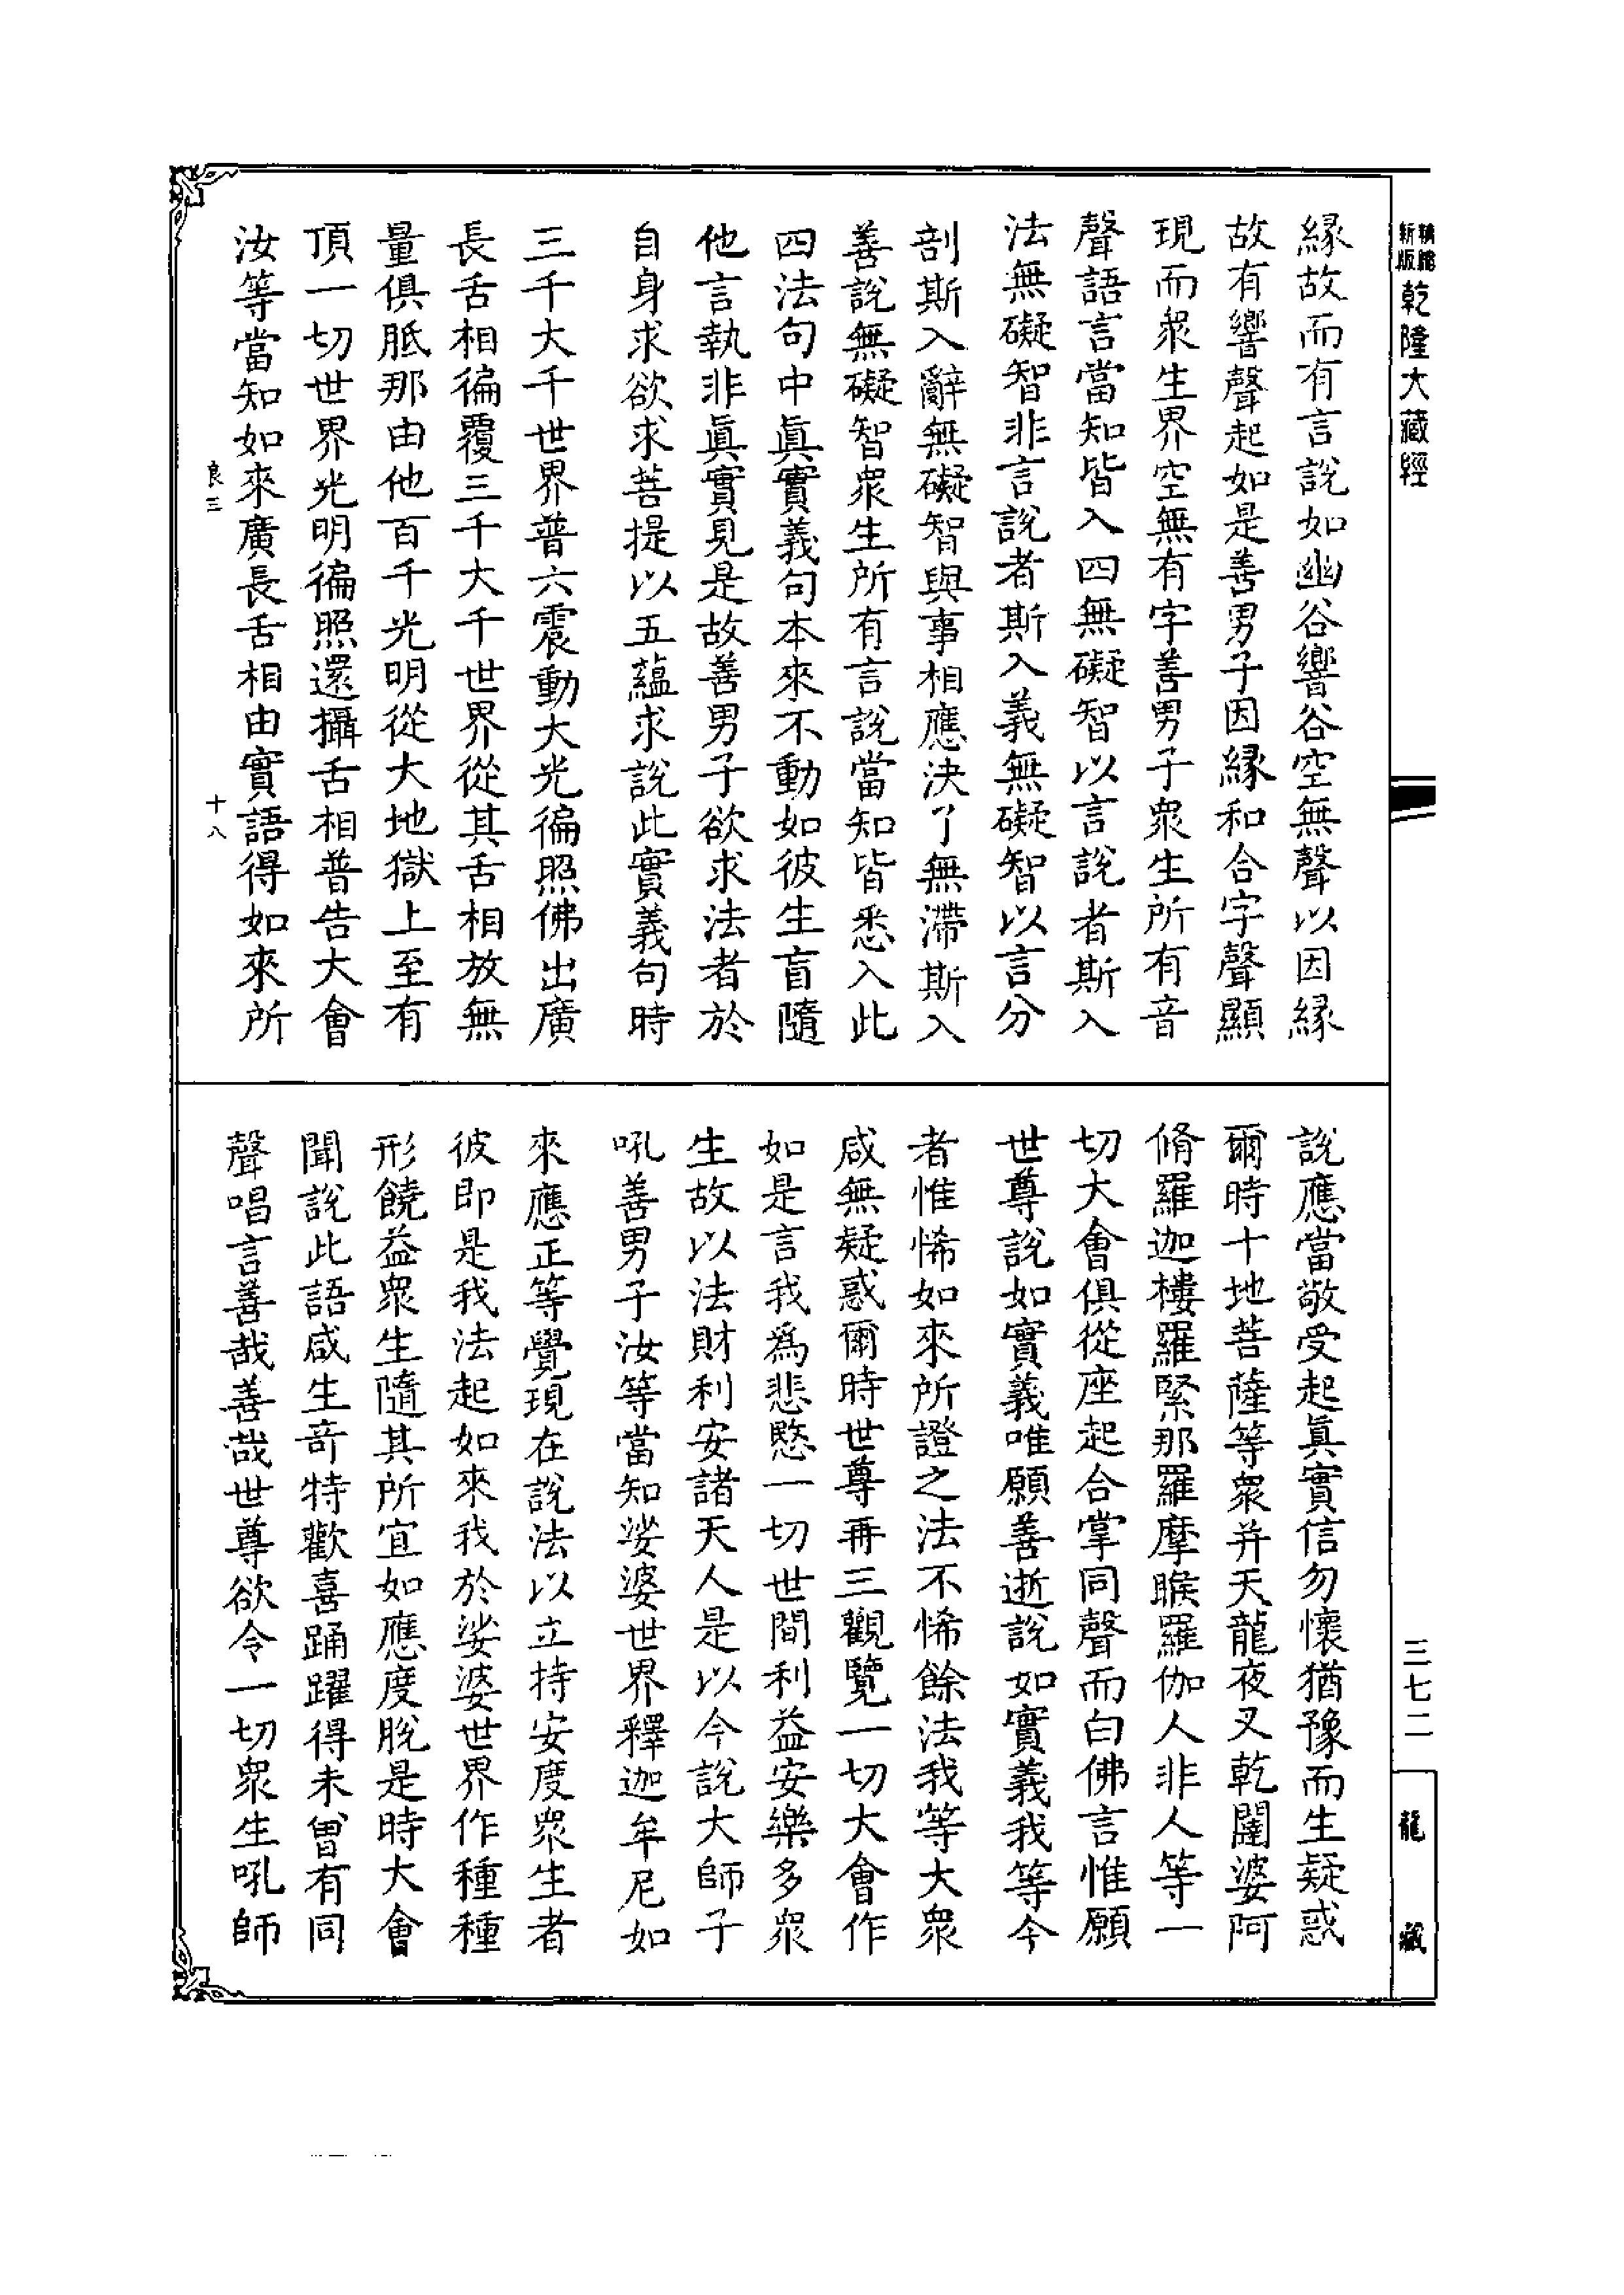 新版
乾隆大藏經
三七二
龍藏
緣故而有言說如幽谷響谷空無聲以因緣
故有響聲起如是善男子因緣和合字聲顯
現而衆生界空無有字善男子衆生所有音
聲語言當知皆入四無礙智以言說者斯入
法無礙智非言說者斯入義無礙智以言分
剖斯入辭無礙智與事相應決了無滯斯入
善說無礙智衆生所有言說當知皆悉入此
四法句中眞實義句本來不動如彼生盲隨
他言執非眞實見是故善男子欲求法者於
自身求欲求菩提以五蘊求說此實義句時
三千大千世界普六震動大光徧照佛出廣
長舌相徧覆三千大千世界從其舌相放無
量俱胝那由他百千光明從大地獄上至有
頂一切世界光明徧照還攝舌相普告大會
汝等當知如來廣長舌相由實語得如來所
良三
十八
說應當敬受起眞實信勿懷猶豫而生疑惑
爾時十地菩薩等衆并天龍夜叉乾闥婆阿
脩羅迦樓羅緊那羅摩睺羅伽人非人等一
切大會俱從座起合掌同聲而白佛言惟願
世尊說如實義唯願善逝說如實義我等今
者惟悕如來所證之法不悕餘法我等大衆
咸無疑惑爾時世尊再三觀覽一切大會作
如是言我爲悲愍一切世間利益安樂多衆
生故以法財利安諸天人是以今說大師子
吼善男子汝等當知娑婆世界釋迦牟尼如
來應正等覺現在說法以立持安度衆生者
彼即是我法起如來我於娑婆世界作種種
形饒益衆生隨其所宜如應度脫是時大會
聞說此語咸生奇特歡喜踊躍得未曾有同
聲唱言善哉善哉世尊欲令一切衆生吼師